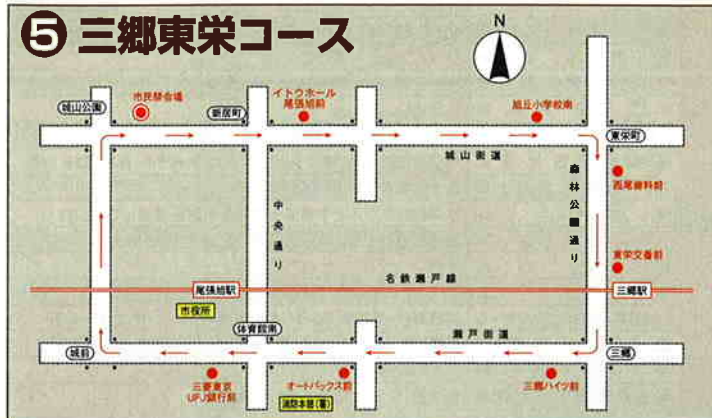 ⑤三郷東栄コース
N
城山公園
市民祭会場
新居町
イトウホール
尾張旭前
旭丘小学校南
東栄町
城山街道
西尾歯科前
森林公園通り
中央通り
東栄交番前
名鉄瀬戸線
尾張旭駅
三郷駅
市役所
体育館南
瀬戸街道
城前
三郷
三菱東京
UFJ銀行前
オートバックス前
消防本部(署)
三郷ハイツ前